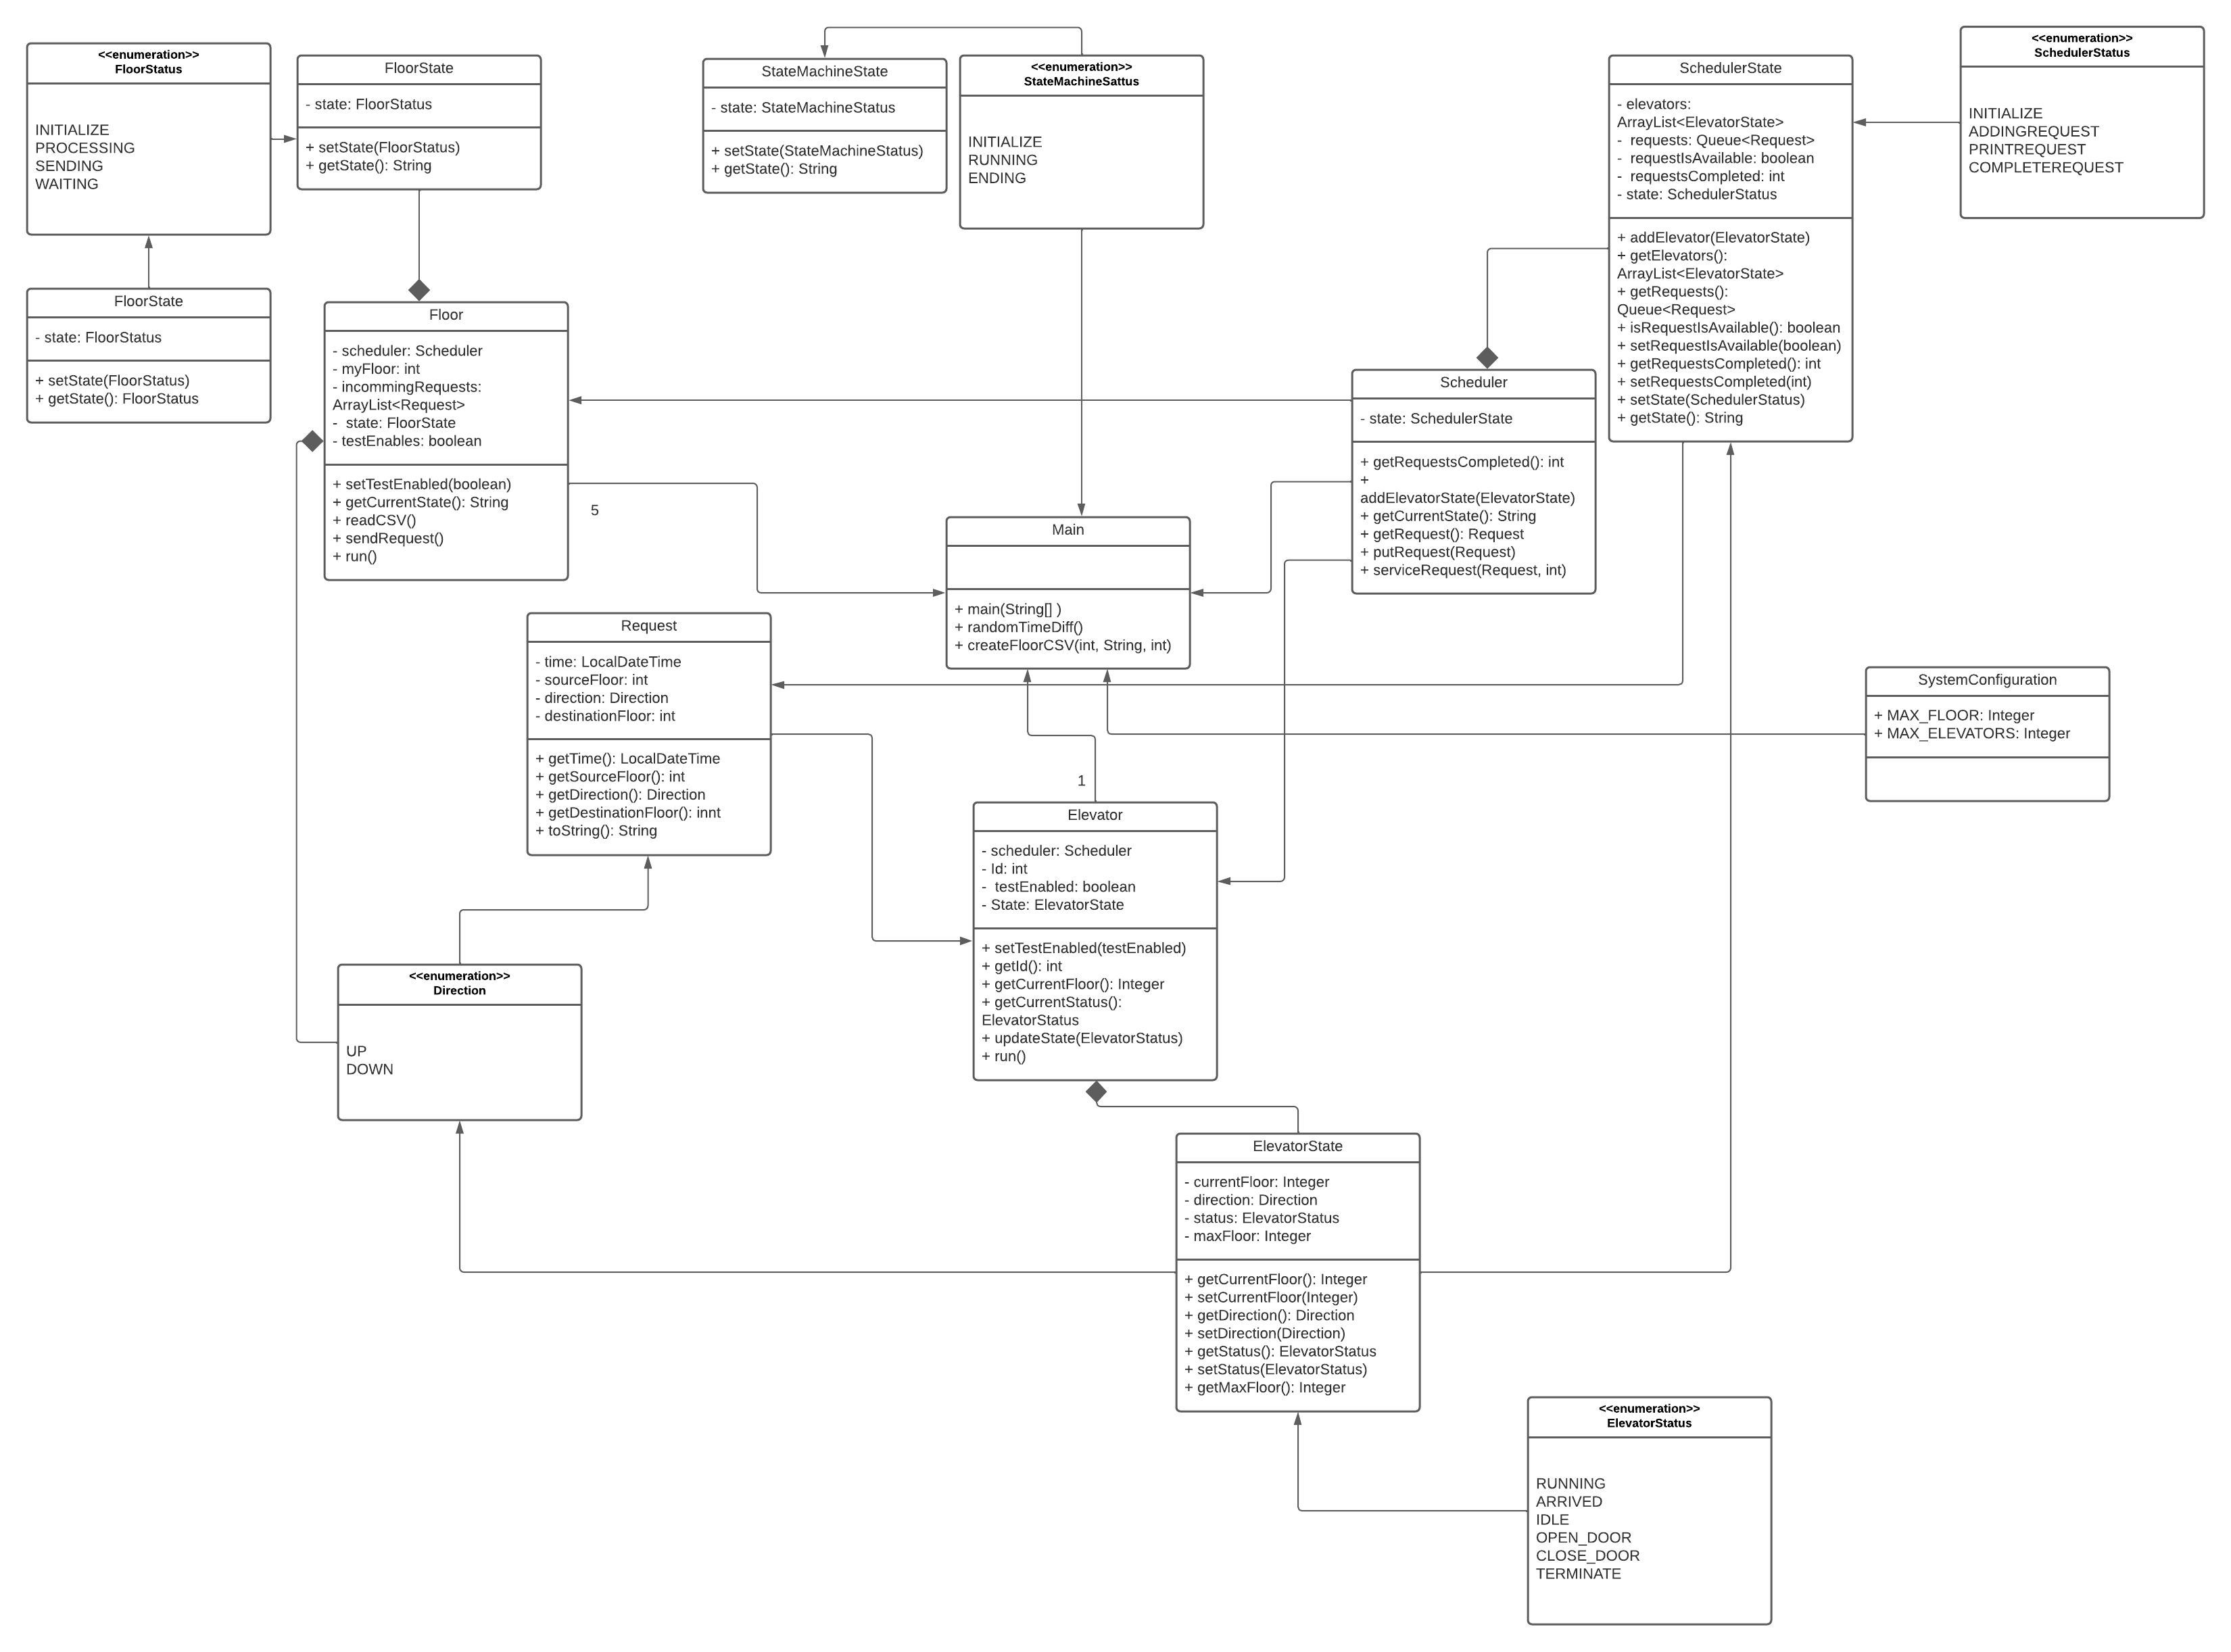 <<enumeration>>
FloorStatus
INITIALIZE
PROCESSING
SENDING
WAITING
FloorState
- state: FloorStatus
+ setState(FloorStatus)
+ getState(): String
StateMachineState
- state: StateMachineStatus
+ setState(StateMachineStatus)
+ getState(): String
<<enumeration>>
StateMachineSattus
INITIALIZE
RUNNING
ENDING
SchedulerState
- elevators:
ArrayList<ElevatorState>
- requests: Queue<Request>
- requestIsAvailable: boolean
- requestsCompleted: int
- state: SchedulerStatus
+ addElevator(ElevatorState)
+ getElevators():
ArrayList<ElevatorState>
+ getRequests():
Queue<Request>
+ isRequestIsAvailable(): boolean
+ setRequestIsAvailable(boolean)
+ getRequestsCompleted(): int
+ setRequestsCompleted(int)
+ setState(SchedulerStatus)
+ getState(): String
<<enumeration>>
SchedulerStatus
INITIALIZE
ADDINGREQUEST
PRINTREQUEST
COMPLETEREQUEST
FloorState
- state: FloorStatus
+ setState(FloorStatus)
+ getState(): FloorStatus
Floor
- scheduler: Scheduler
- myFloor: int
- incommingRequests:
ArrayList<Request>
- state: FloorState
- testEnables: boolean
+ setTestEnabled(boolean)
+ getCurrentState(): String
+ readCSV()
+ sendRequest()
+ run()
5
Scheduler
- state: SchedulerState
+ getRequestsCompleted(): int
+
addElevatorState(ElevatorState)
+ getCurrentState(): String
+ getRequest(): Request
+ putRequest(Request)
+ serviceRequest(Request, int)
Main
+ main(String[] )
+ randomTimeDiff()
+ createFloorCSV(int, String, int)
Request
- time: LocalDateTime
- sourceFloor: int
- direction: Direction
- destinationFloor: int
+ getTime(): LocalDateTime
+ getSourceFloor(): int
+ getDirection(): Direction
+ getDestinationFloor(): innt
+ toString(): String
SystemConfiguration
+ MAX_FLOOR: Integer
+ MAX_ELEVATORS: Integer
1
Elevator
- scheduler: Scheduler
- Id: int
- testEnabled: boolean
- State: ElevatorState
+ setTestEnabled(testEnabled)
+ getId(): int
+ getCurrentFloor(): Integer
+ getCurrentStatus():
ElevatorStatus
+ updateState(ElevatorStatus)
+ run()
<<enumeration>>
Direction
UP
DOWN
ElevatorState
- currentFloor: Integer
- direction: Direction
- status: ElevatorStatus
- maxFloor: Integer
+ getCurrentFloor(): Integer
+ setCurrentFloor(Integer)
+ getDirection(): Direction
+ setDirection(Direction)
+ getStatus(): ElevatorStatus
+ setStatus(ElevatorStatus)
+ getMaxFloor(): Integer
<<enumeration>>
ElevatorStatus
RUNNING
ARRIVED
IDLE
OPEN_DOOR
CLOSE_DOOR
TERMINATE